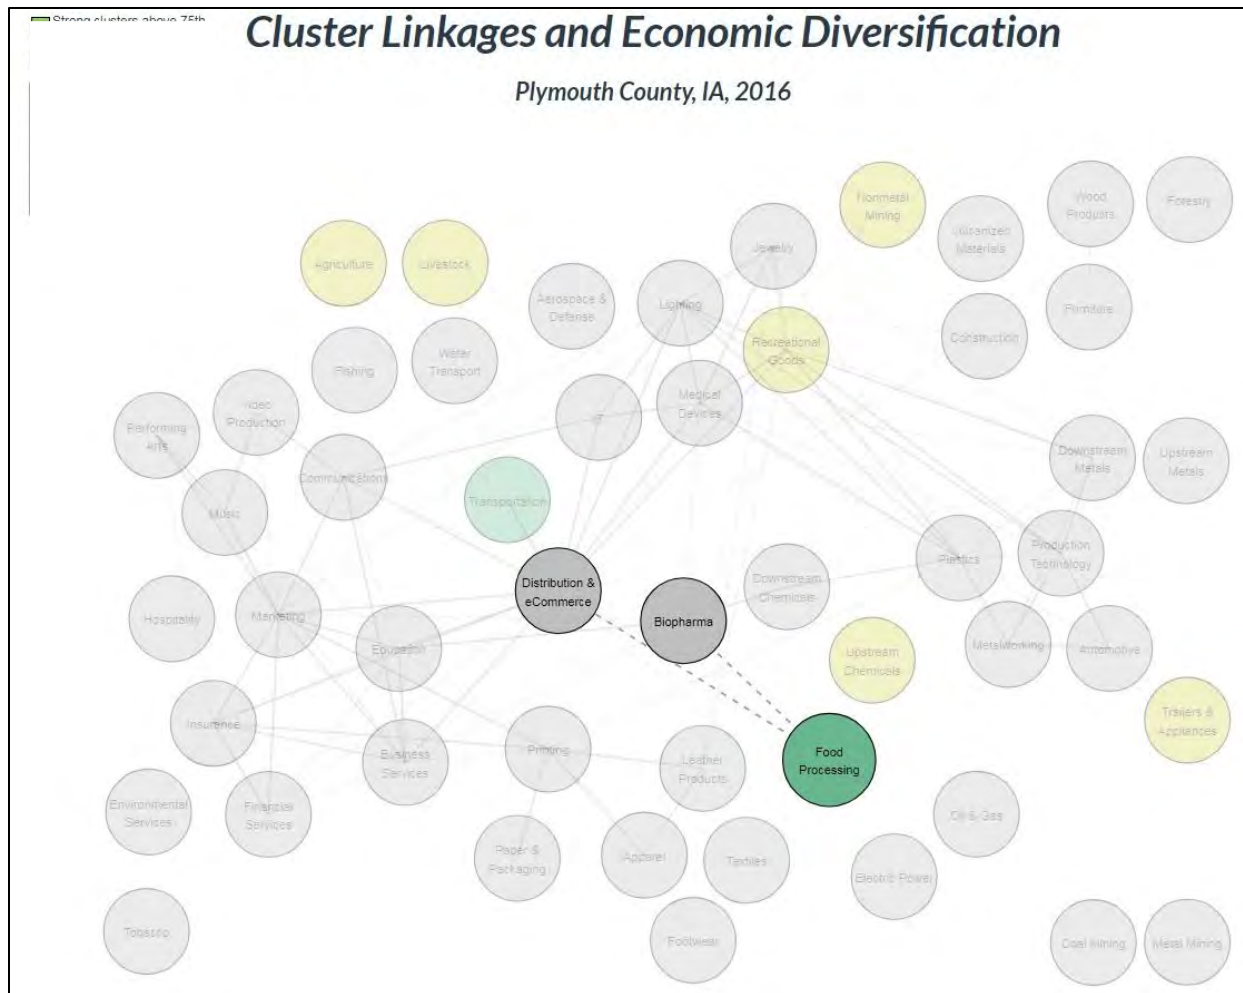 Strong clusters above 75th
Cluster Linkages and Economic Diversification
Plymouth County, IA, 2016
Nonmetal
Mining
Wood
Products
Forestry
Jewelry
Vulcanized
Materials
Agriculture
Livestock
Aerospace &
Defense
Lighting
Recreational
Goods
Construction
Furniture
Fishing
Water
Transport
Medical
Devices
IT
Video
Production
Performing
Arts
Communications
Downstream
Metals
Upstream
Metals
Transportation
Music
Plastics
Production
Technology
Distribution &
eCommerce
Downstream
Chemicals
Biopharma
Hospitality
Marketing
Education
Upstream
Chemicals
Metalworking
Automotive
Insurance
Trailers &
Appliances
Business
Services
Printing
Leather
Products
Food
Processing
Environmental
Services
Financial
Services
Oil & Gas
Paper &
Packaging
Apparel
Textiles
Electric Power
Tobacco
Footwear
Coal Mining
Metal Mining